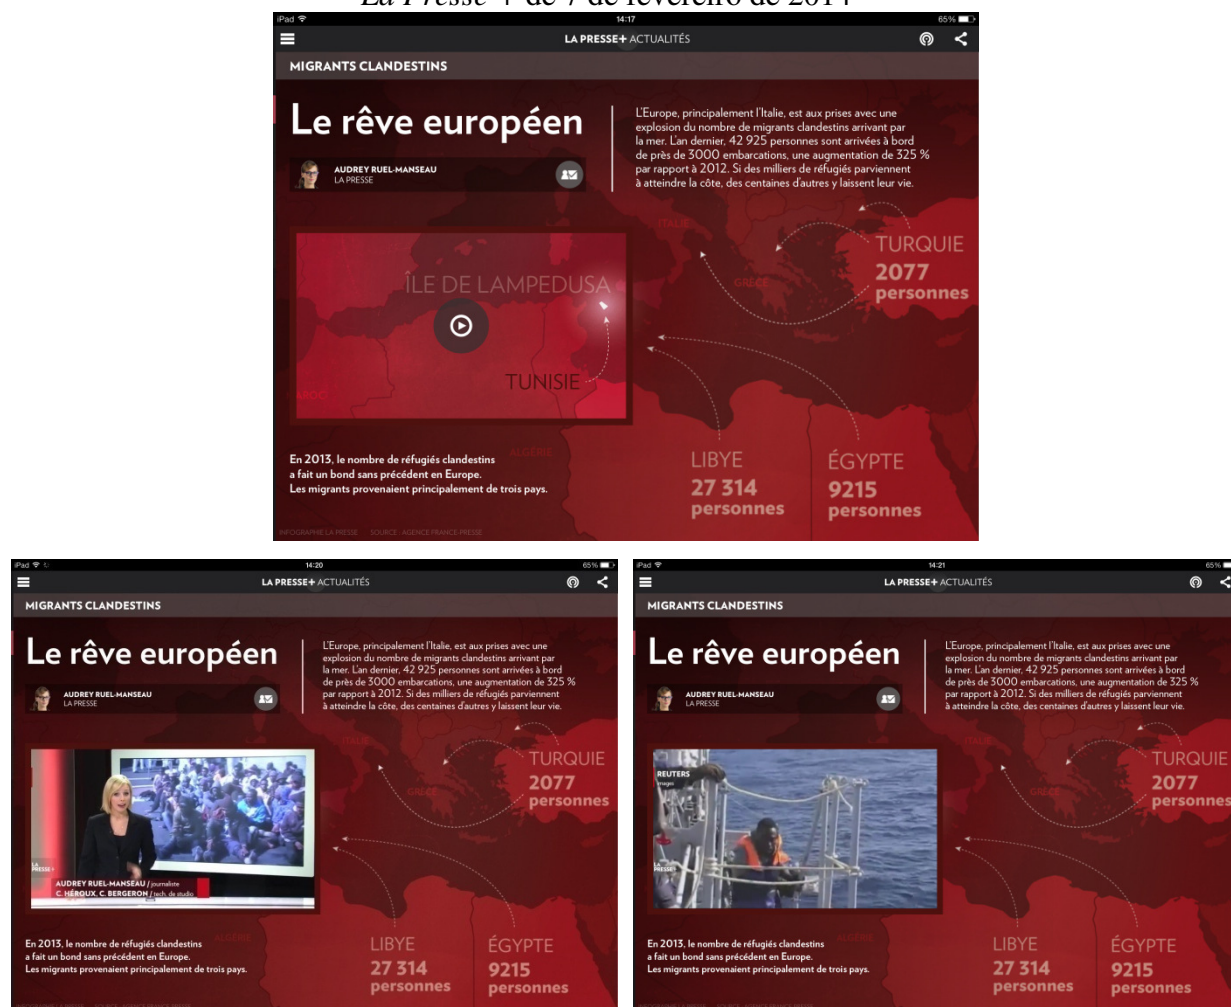 La Presse + de 7 de fevereiro de 2014
iPad 14:17 65%
LA PRESSE+ ACTUALITÉS
MIGRANTS CLANDESTINS
Le rêve européen
AUDREY RUEL-MANSEAU
LA PRESSE
L'Europe, principalement l'Italie, est aux prises avec une
explosion du nombre de migrants clandestins arrivant par
la mer. L'an dernier, 42 925 personnes sont arrivées à bord
de près de 3000 embarcations, une augmentation de 325 %
par rapport à 2012. Si des milliers de réfugiés parviennent
à atteindre la côte, des centaines d'autres y laissent leur vie.
ITALIE
GRÈCE
TURQUIE
2077
personnes
ÎLE DE LAMPEDUSA
TUNISIE
MAROC
ALGÉRIE
En 2013, le nombre de réfugiés clandestins
a fait un bond sans précédent en Europe.
Les migrants provenaient principalement de trois pays.
LIBYE
27 314
personnes
ÉGYPTE
9215
personnes
INFOGRAPHIE LA PRESSE SOURCE : AGENCE FRANCE-PRESSE
iPad 14:20 65%
LA PRESSE+ ACTUALITÉS
MIGRANTS CLANDESTINS
Le rêve européen
AUDREY RUEL-MANSEAU
LA PRESSE
L'Europe, principalement l'Italie, est aux prises avec une
explosion du nombre de migrants clandestins arrivant par
la mer. L'an dernier, 42 925 personnes sont arrivées à bord
de près de 3000 embarcations, une augmentation de 325 %
par rapport à 2012. Si des milliers de réfugiés parviennent
à atteindre la côte, des centaines d'autres y laissent leur vie.
ITALIE
GRÈCE
TURQUIE
2077
personnes
LA
PRESSE+
AUDREY RUEL-MANSEAU / journaliste
C. HÉROUX, C. BERGERON / tech. de studio
ALGÉRIE
En 2013, le nombre de réfugiés clandestins
a fait un bond sans précédent en Europe.
Les migrants provenaient principalement de trois pays.
LIBYE
27 314
personnes
ÉGYPTE
9215
personnes
INFOGRAPHIE LA PRESSE SOURCE : AGENCE FRANCE-PRESSE
iPad 14:21 65%
LA PRESSE+ ACTUALITÉS
MIGRANTS CLANDESTINS
Le rêve européen
AUDREY RUEL-MANSEAU
LA PRESSE
L'Europe, principalement l'Italie, est aux prises avec une
explosion du nombre de migrants clandestins arrivant par
la mer. L'an dernier, 42 925 personnes sont arrivées à bord
de près de 3000 embarcations, une augmentation de 325 %
par rapport à 2012. Si des milliers de réfugiés parviennent
à atteindre la côte, des centaines d'autres y laissent leur vie.
ITALIE
GRÈCE
TURQUIE
2077
personnes
REUTERS
images
LA
PRESSE+
ALGÉRIE
En 2013, le nombre de réfugiés clandestins
a fait un bond sans précédent en Europe.
Les migrants provenaient principalement de trois pays.
LIBYE
27 314
personnes
ÉGYPTE
9215
personnes
INFOGRAPHIE LA PRESSE SOURCE : AGENCE FRANCE-PRESSE